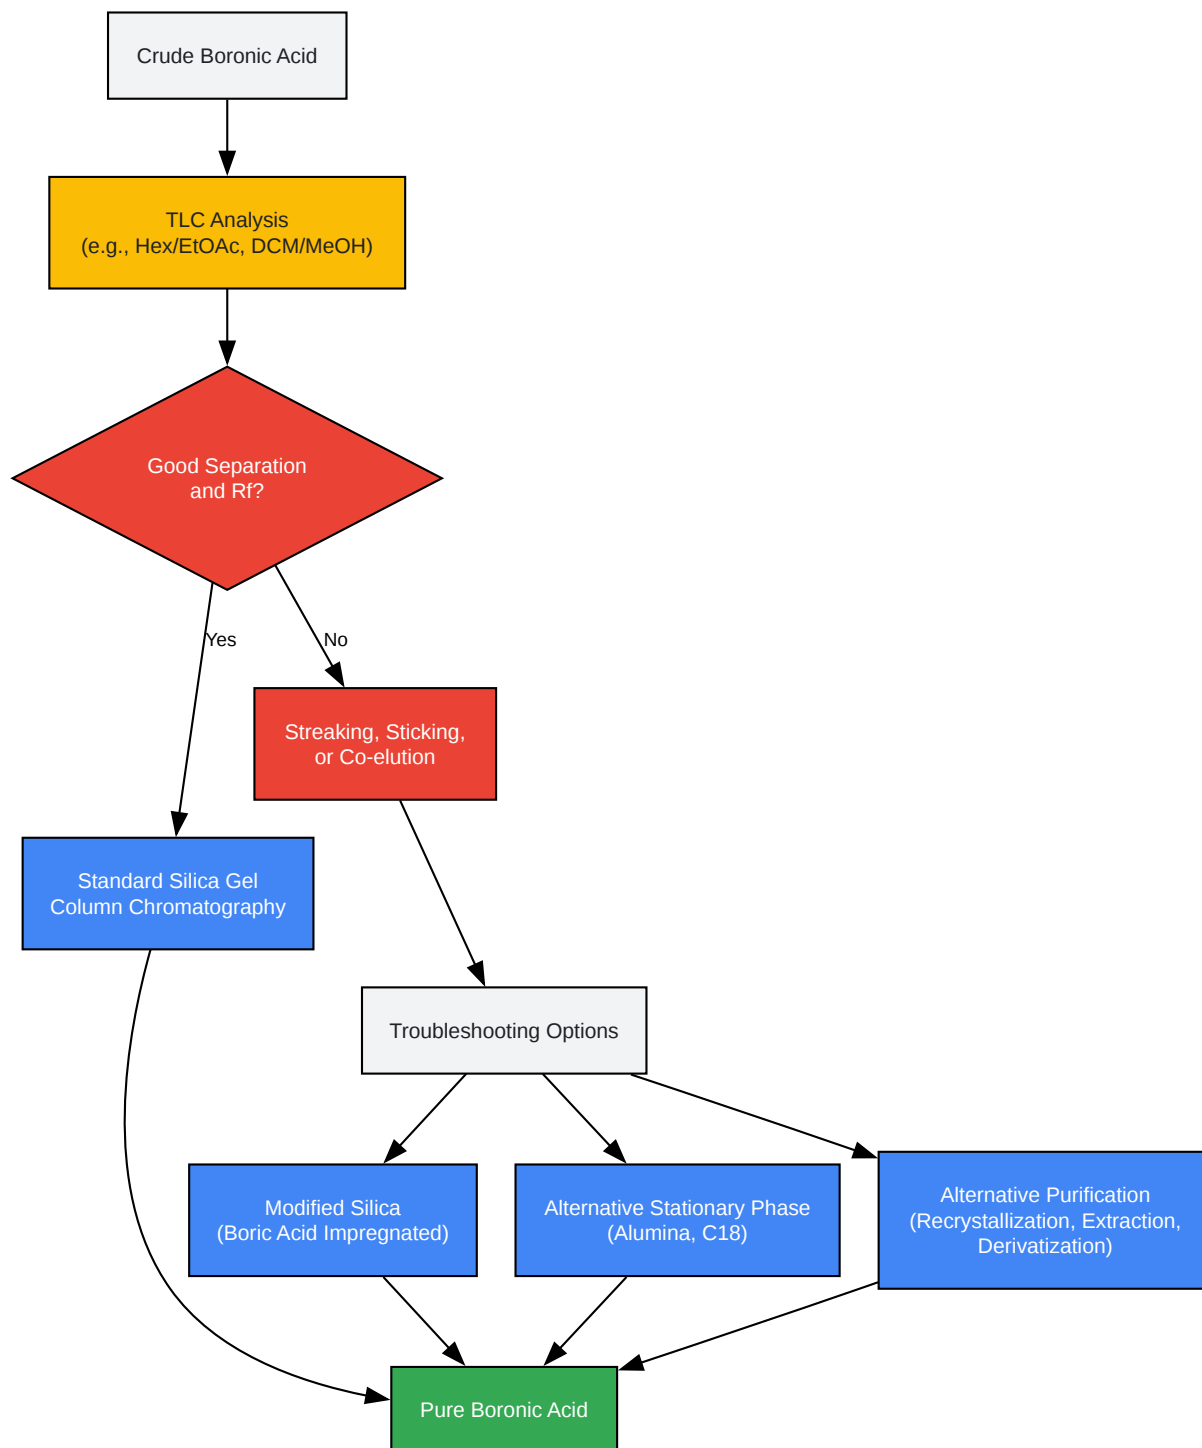 Crude Boronic Acid
TLC Analysis
(e.g., Hex/EtOAc, DCM/MeOH)
Good Separation
and Rf?
Yes
No
Streaking, Sticking,
or Co-elution
Standard Silica Gel
Column Chromatography
Troubleshooting Options
Modified Silica
(Boric Acid Impregnated)
Alternative Stationary Phase
(Alumina, C18)
Alternative Purification
(Recrystallization, Extraction,
Derivatization)
Pure Boronic Acid